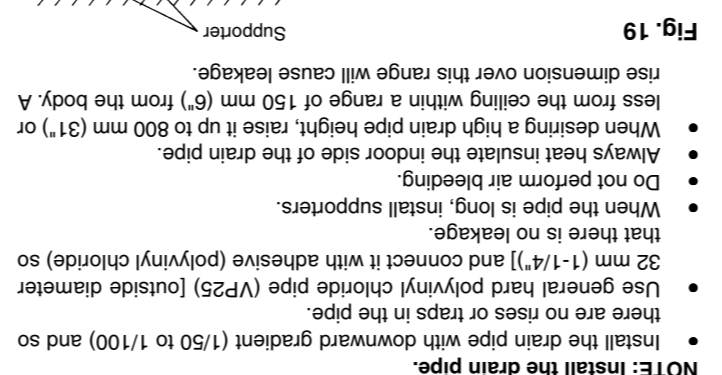 NOTE: Install the drain pipe.
• Install the drain pipe with downward gradient (1/50 to 1/100) and so
there are no rises or traps in the pipe.
• Use general hard polyvinyl chloride pipe (VP25) [outside diameter
32 mm (1-1/4")] and connect it with adhesive (polyvinyl chloride) so
that there is no leakage.
• When the pipe is long, install supporters.
• Do not perform air bleeding.
• Always heat insulate the indoor side of the drain pipe.
• When desiring a high drain pipe height, raise it up to 800 mm (31") or
less from the ceiling within a range of 150 mm (6") from the body. A
rise dimension over this range will cause leakage.
Fig. 19
Supporter